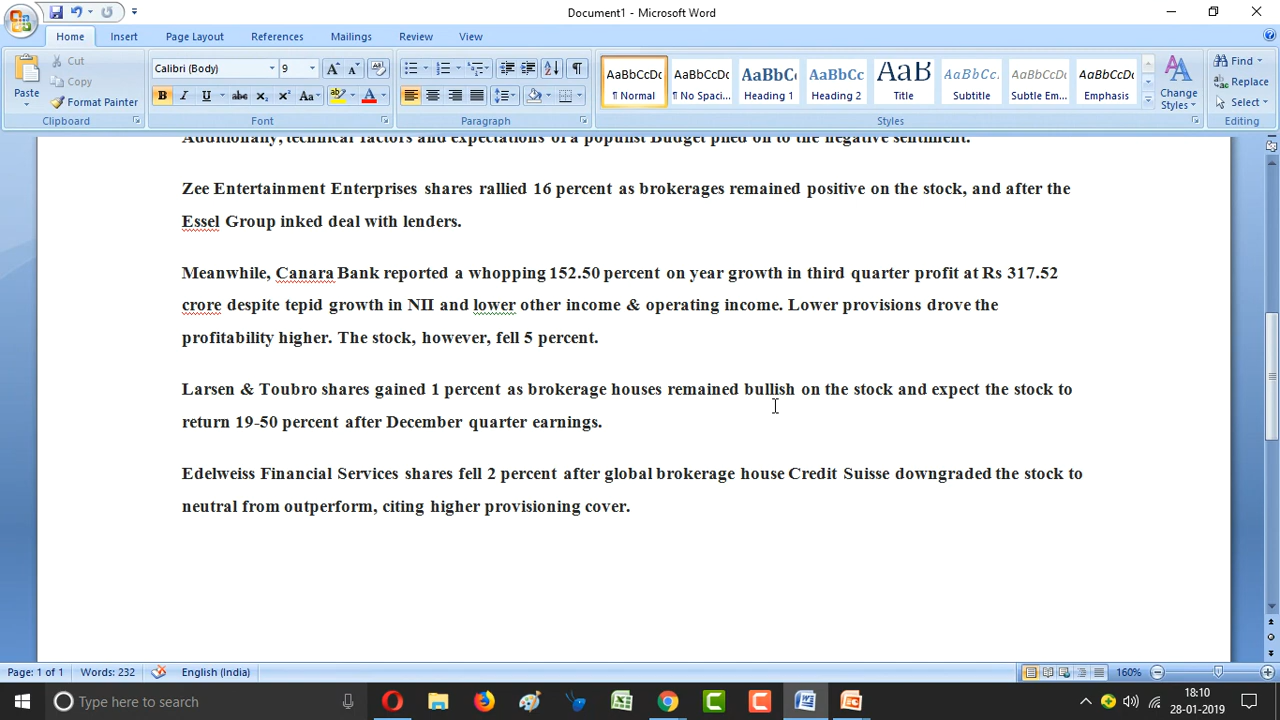 Document1 - Microsoft Word
Home Insert Page Layout References Mailings Review View
Paste
Cut
Copy
Format Painter
Clipboard
Calibri (Body) 9
Font
Paragraph
AaBbCcDc AaBbCcDc AaBbCc AaBbCc AaB AaBbCc. AaBbCcDc AaBbCcDc
¶ Normal ¶ No Spaci... Heading 1 Heading 2 Title Subtitle Subtle Em... Emphasis
Styles
Change
Styles
Find
Replace
Select
Editing
Additionally, technical factors and expectations of a populist Budget piled on to the negative sentiment.
Zee Entertainment Enterprises shares rallied 16 percent as brokerages remained positive on the stock, and after the
Essel Group inked deal with lenders.
Meanwhile, Canara Bank reported a whopping 152.50 percent on year growth in third quarter profit at Rs 317.52
crore despite tepid growth in NII and lower other income & operating income. Lower provisions drove the
profitability higher. The stock, however, fell 5 percent.
Larsen & Toubro shares gained 1 percent as brokerage houses remained bullish on the stock and expect the stock to
return 19-50 percent after December quarter earnings.
Edelweiss Financial Services shares fell 2 percent after global brokerage house Credit Suisse downgraded the stock to
neutral from outperform, citing higher provisioning cover.
Page: 1 of 1 Words: 232 English (India) 160%
Type here to search
18:10
28-01-2019